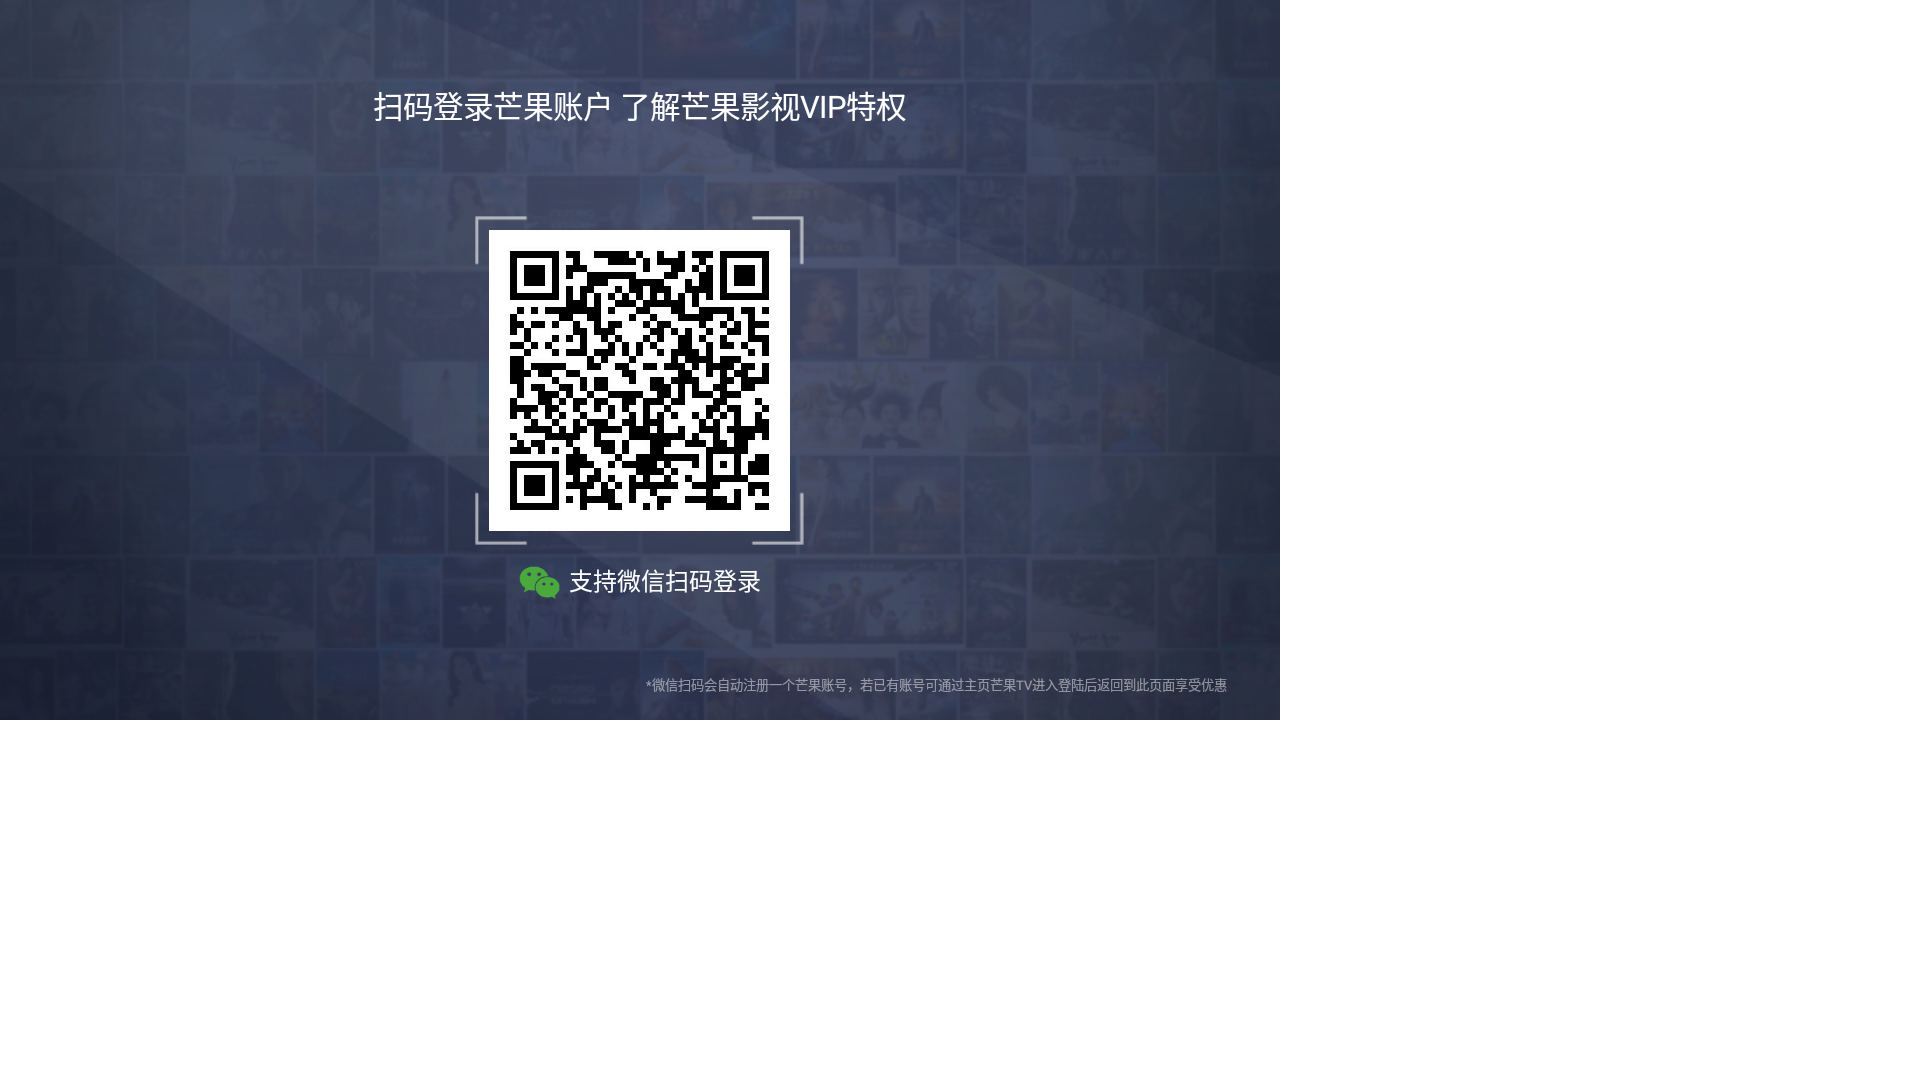 扫码登录芒果账户 了解芒果影视VIP特权
支持微信扫码登录
*微信扫码会自动注册一个芒果账号，若已有账号可通过主页芒果TV进入登陆后返回到此页面享受优惠